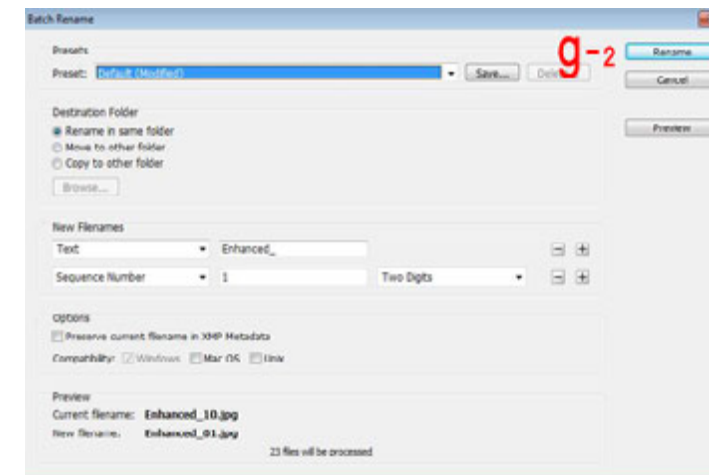 Batch Rename
Presets
Preset: Default (Modified) Save... Dele
g-2
Rename
Cancel
Preview
Destination Folder
Rename in same folder
Move to other folder
Copy to other folder
Browse...
New Filenames
Text Enhanced_
Sequence Number 1 Two Digits
Options
Preserve current filename in XMP Metadata
Compatibility: Windows Mac OS Unix
Preview
Current filename: Enhanced_10.jpg
New filename: Enhanced_01.jpg
23 files will be processed